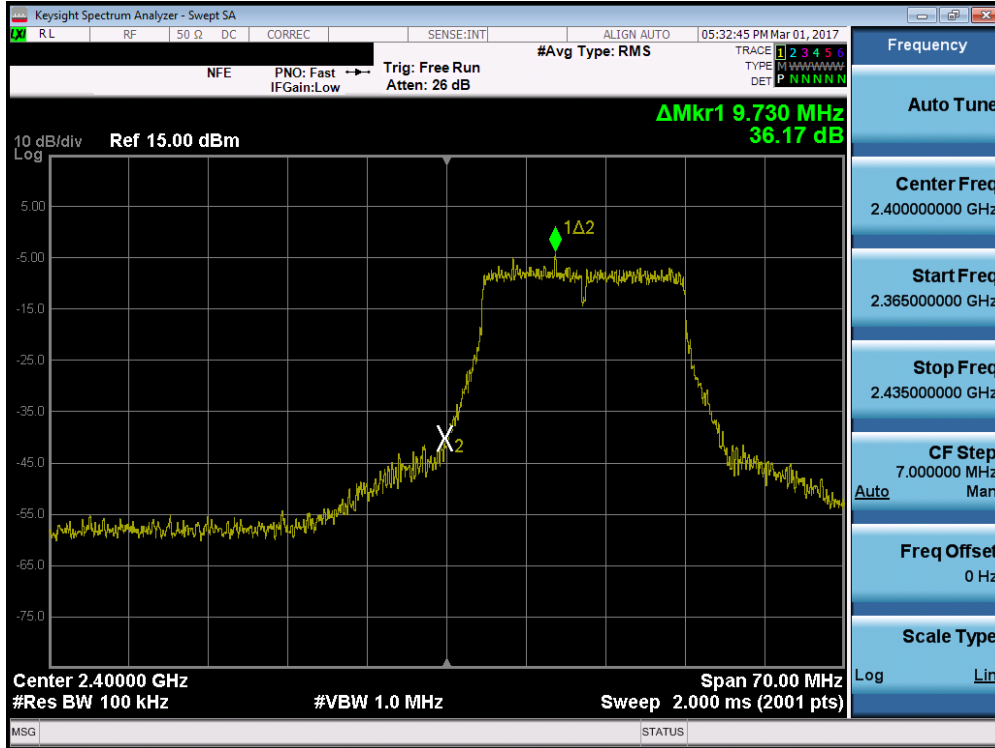 Keysight Spectrum Analyzer - Swept SA
LXI RL RF 50 Ω DC CORREC SENSE:INT ALIGN AUTO 05:32:45 PM Mar 01, 2017
NFE PNO: Fast IFGain:Low Trig: Free Run Atten: 26 dB #Avg Type: RMS
TRACE 1 2 3 4 5 6
TYPE M WWWWW
DET P N N N N N
ΔMkr1 9.730 MHz
36.17 dB
10 dB/div Ref 15.00 dBm
Log
5.00
-5.00
-15.0
-25.0
-35.0
-45.0
-55.0
-65.0
-75.0
1Δ2
2
Center 2.40000 GHz Span 70.00 MHz
#Res BW 100 kHz #VBW 1.0 MHz Sweep 2.000 ms (2001 pts)
MSG STATUS
Frequency
Auto Tune
Center Freq
2.400000000 GHz
Start Freq
2.365000000 GHz
Stop Freq
2.435000000 GHz
CF Step
7.000000 MHz
Auto Man
Freq Offset
0 Hz
Scale Type
Log Lin